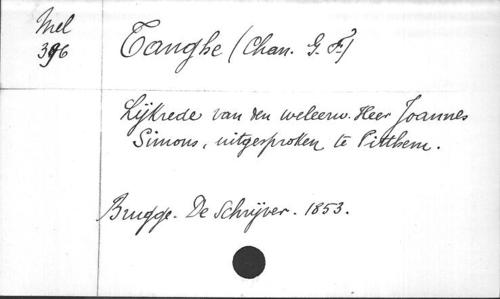 Mel
396
Tanghe (Chan. G. F.)
Lijkrede van den weleerw. Heer Joannes
Simons, uitgesproken te Pitthem.
Brugge. De Schrijver. 1853.